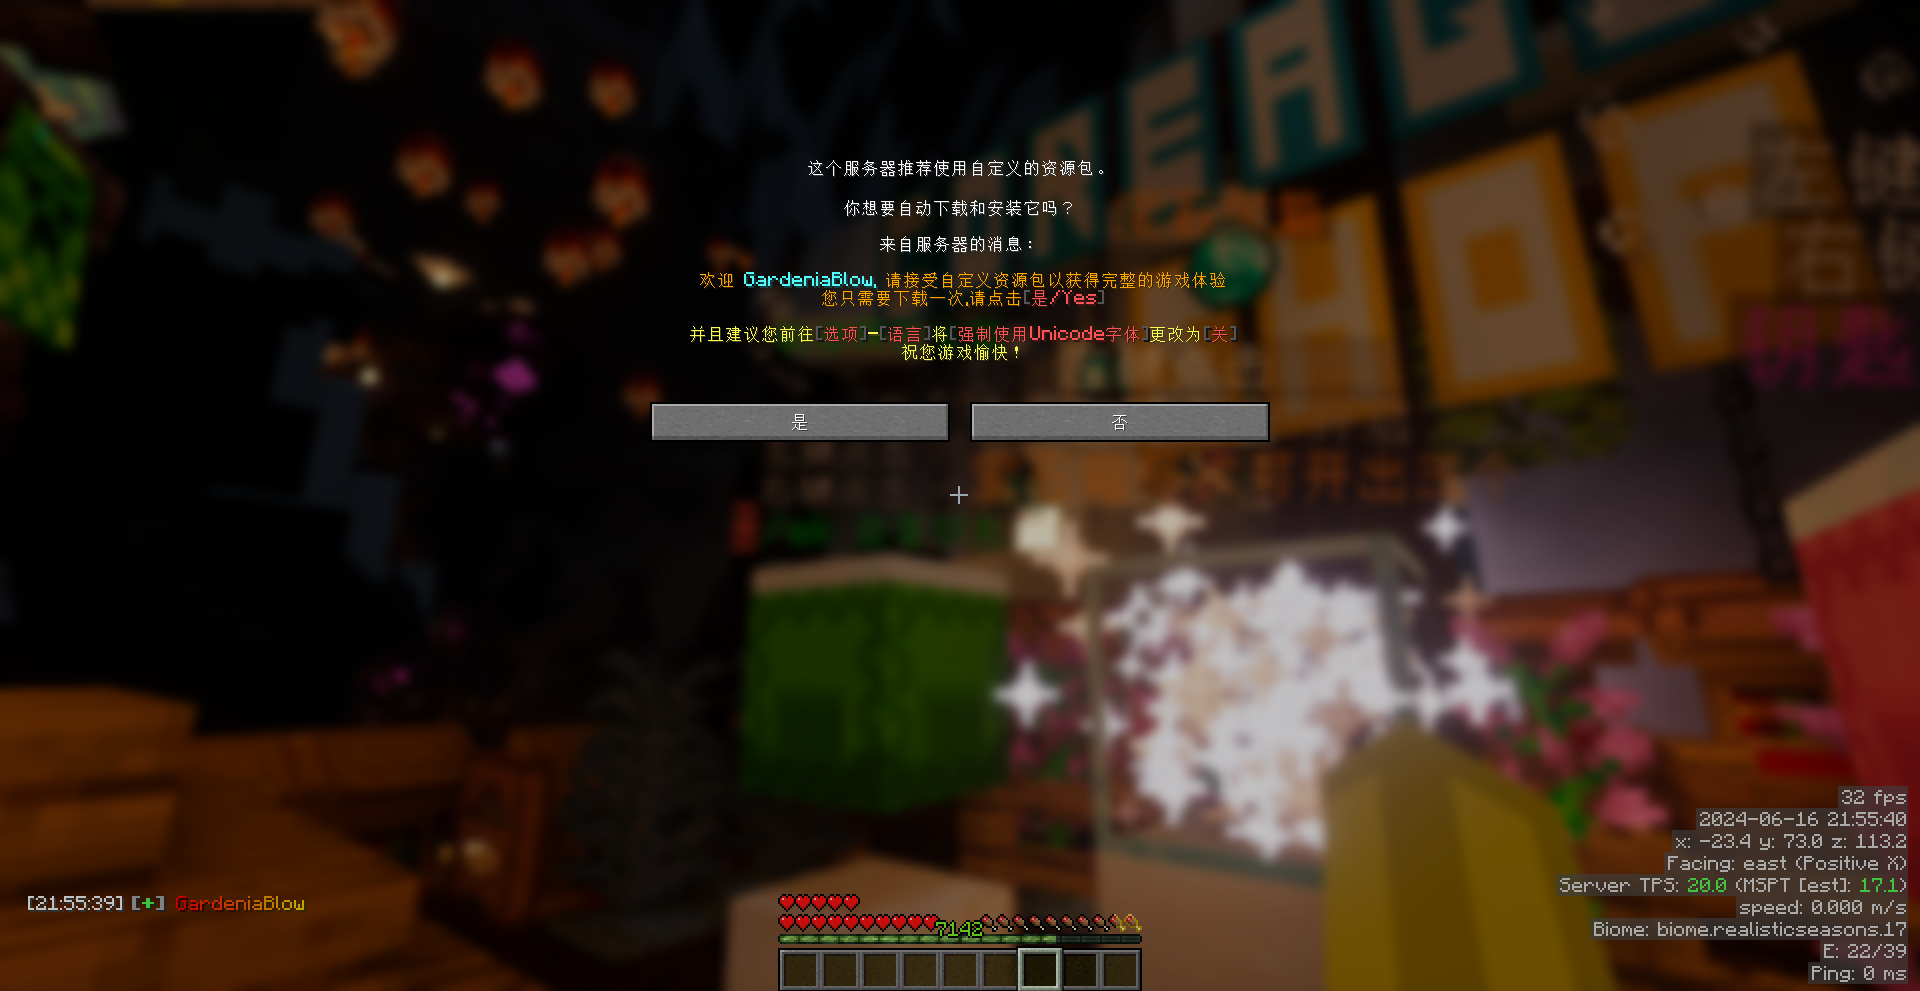 这个服务器推荐使用自定义的资源包。
你想要自动下载和安装它吗？
来自服务器的消息：
欢迎 GardeniaBlow, 请接受自定义资源包以获得完整的游戏体验
您只需要下载一次,请点击[是/Yes]
并且建议您前往[选项]-[语言]将[强制使用Unicode字体]更改为[关]
祝您游戏愉快！
是
否
左键
右键
钥匙
32 fps
2024-06-16 21:55:40
x: -23.4 y: 73.0 z: 113.2
Facing: east (Positive X)
Server TPS: 20.0 (MSPT [est]: 17.1)
speed: 0.000 m/s
Biome: biome.realisticseasons.17
E: 22/39
Ping: 0 ms
[21:55:39] [+] GardeniaBlow
7142